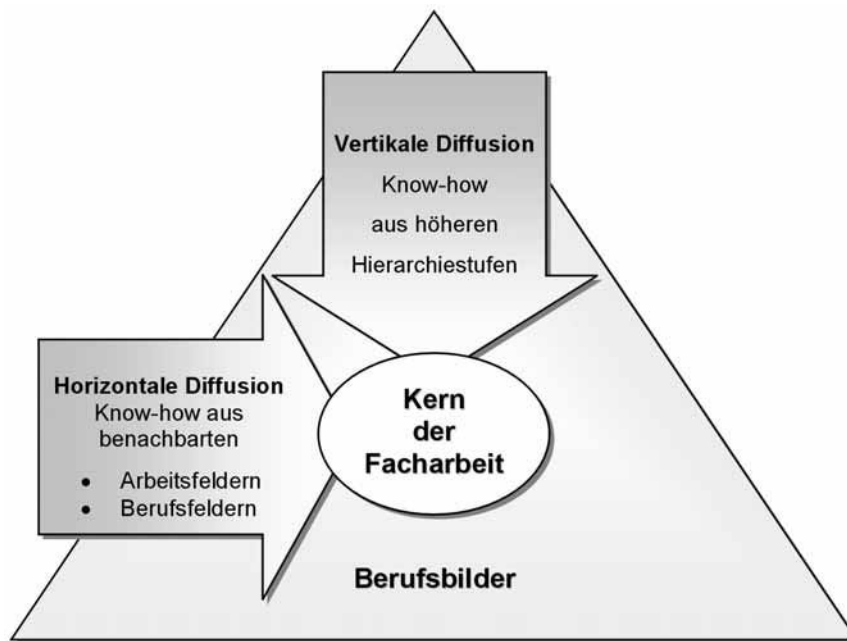 Vertikale Diffusion
Know-how
aus höheren
Hierarchiestufen
Horizontale Diffusion
Know-how aus
benachbarten
• Arbeitsfeldern
• Berufsfeldern
Kern
der
Facharbeit
Berufsbilder